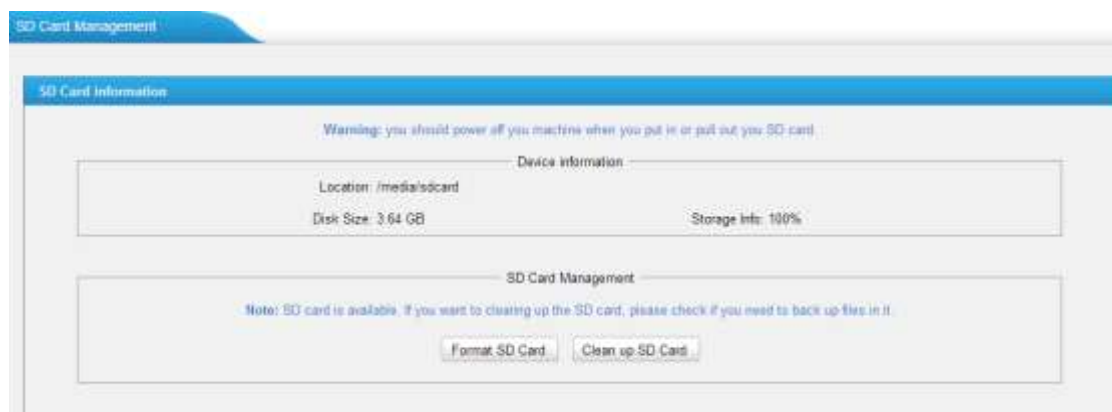 SD Card Management
SD Card Information
Warning: you should power off you machine when you put in or pull out you SD card.
Device information
Location: /media/sdcard
Disk Size: 3.64 GB Storage Info: 100%
SD Card Management
Note: SD card is available. If you want to clearing up the SD card, please check if you need to back up files in it.
Format SD Card Clean up SD Card